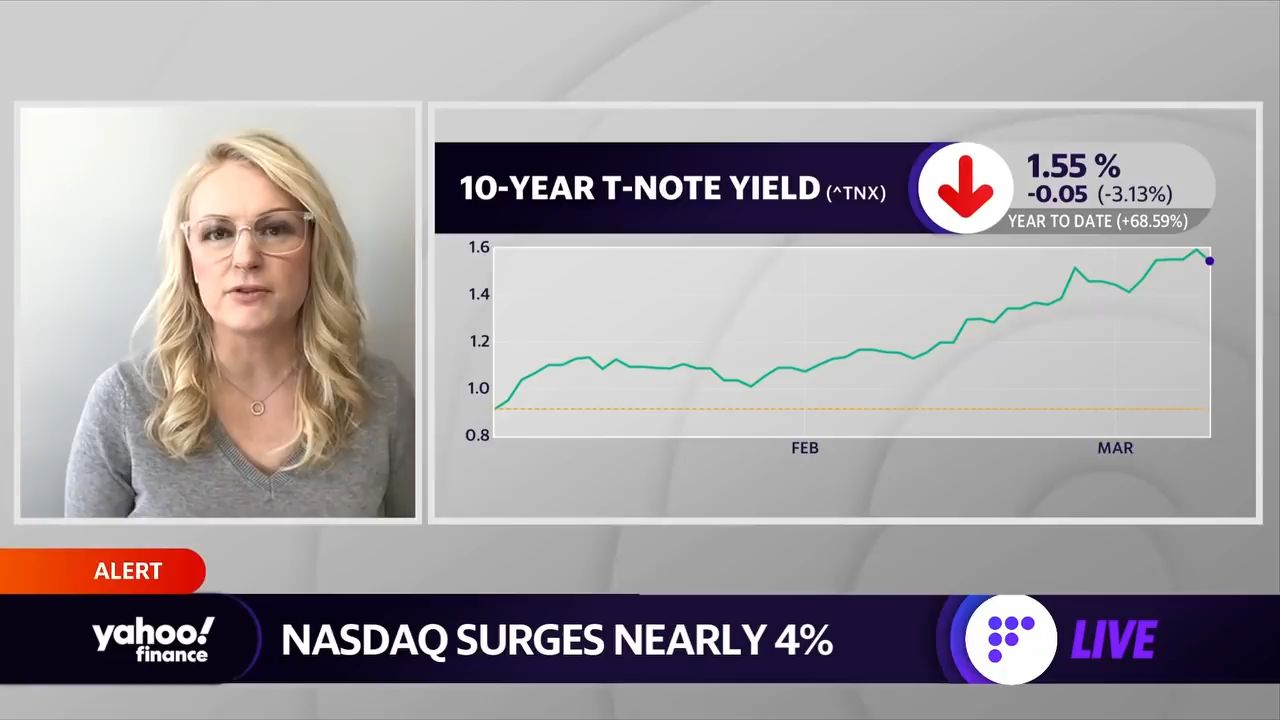 10-YEAR T-NOTE YIELD (^TNX)
1.55 %
-0.05 (-3.13%)
YEAR TO DATE (+68.59%)
1.6
1.4
1.2
1.0
0.8
FEB
MAR
ALERT
yahoo!
finance
NASDAQ SURGES NEARLY 4%
LIVE